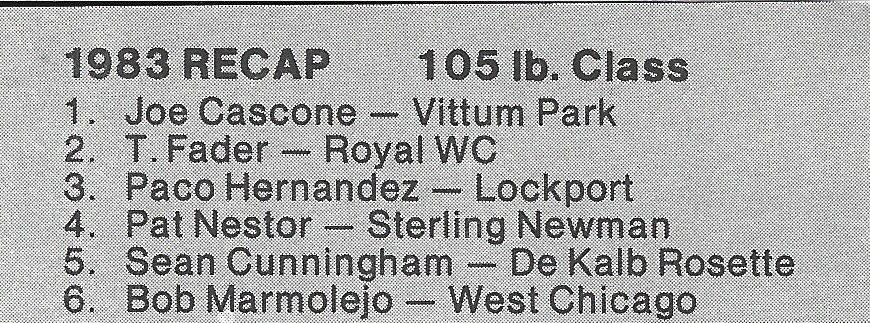 1983 RECAP 105 lb. Class
1. Joe Cascone — Vittum Park
2. T. Fader — Royal WC
3. Paco Hernandez — Lockport
4. Pat Nestor — Sterling Newman
5. Sean Cunningham — De Kalb Rosette
6. Bob Marmolejo — West Chicago